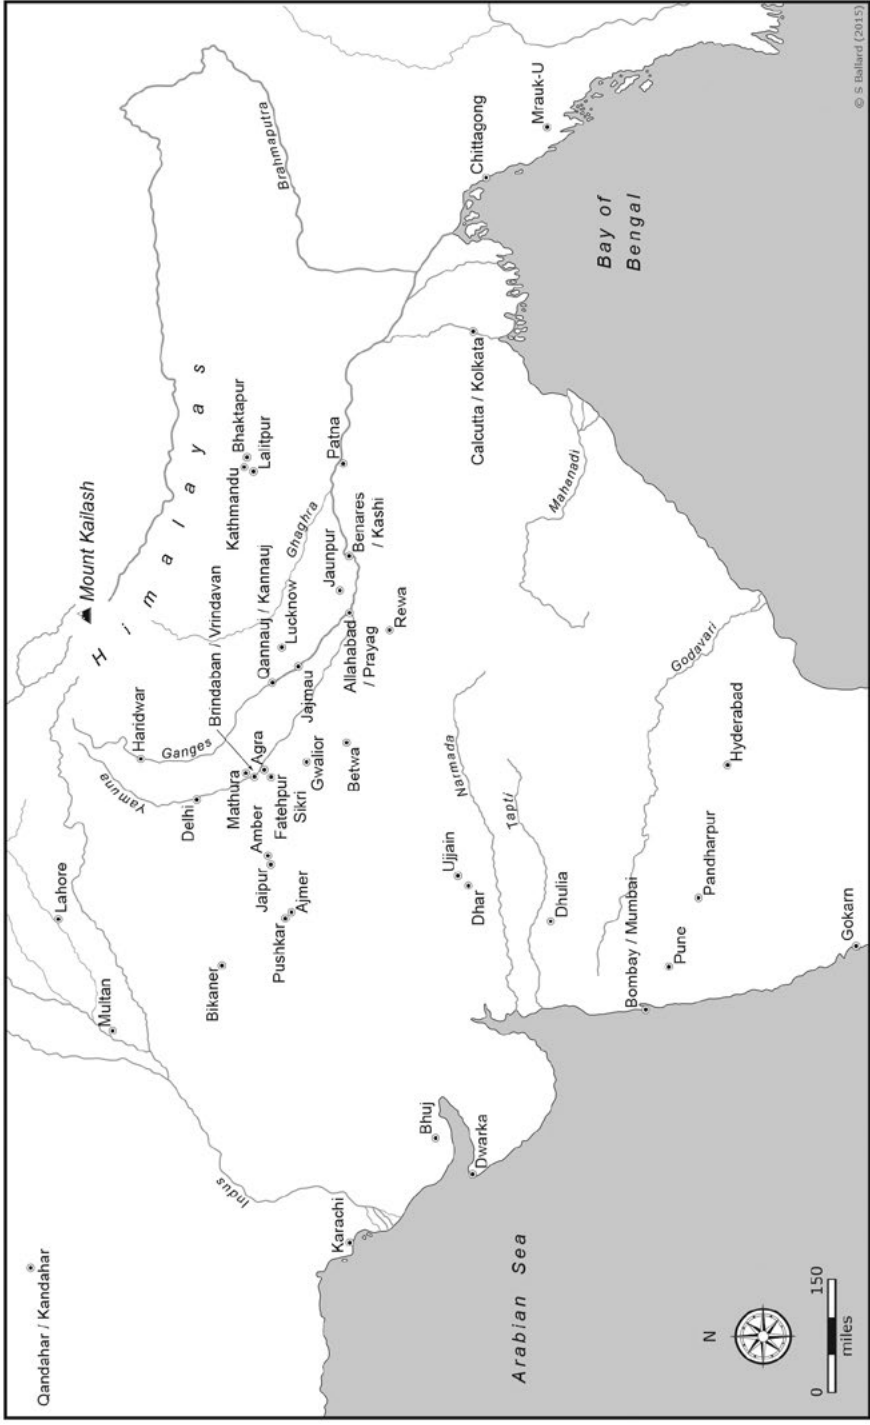 Qandahar / Kandahar
Multan
Lahore
Mount Kailash
Himalayas
Haridwar
Yamuna
Ganges
Brahmaputra
Indus
Bikaner
Delhi
Mathura
Brindaban / Vrindavan
Agra
Amber
Jaipur
Fatehpur
Sikri
Pushkar
Ajmer
Gwalior
Betwa
Qannauj / Kannauj
Lucknow
Jajmau
Kathmandu
Bhaktapur
Lalitpur
Ghaghra
Jaunpur
Benares
/ Kashi
Allahabad
/ Prayag
Rewa
Patna
Karachi
Bhuj
Dwarka
Ujjain
Dhar
Narmada
Tapti
Dhulia
Calcutta / Kolkata
Chittagong
Mrauk-U
Mahanadi
Bay of
Bengal
Arabian Sea
Bombay / Mumbai
Pune
Godavari
Pandharpur
Hyderabad
Gokarn
N
0 150
miles
© S Ballard (2015)